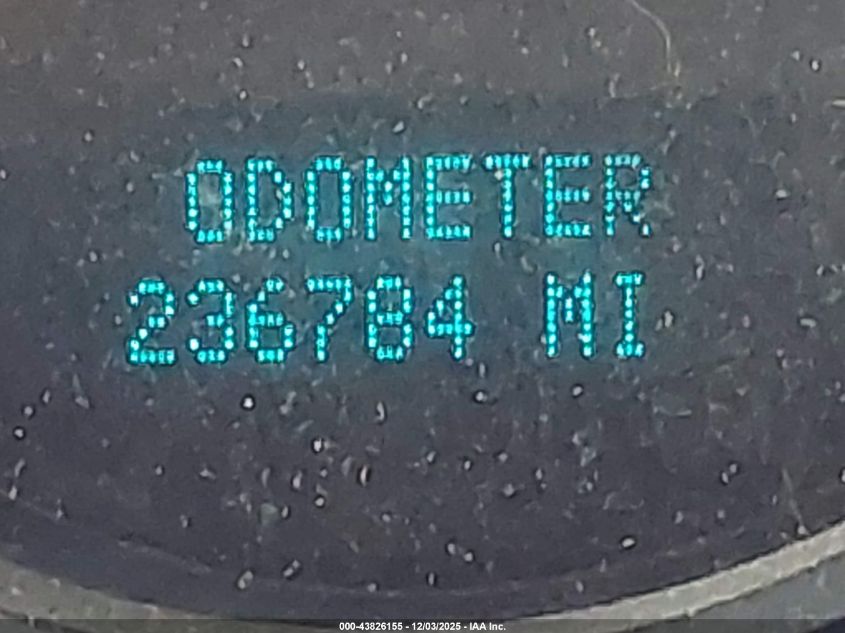 ODOMETER
236784 MI
000-43826155 - 12/03/2025 - IAA Inc.